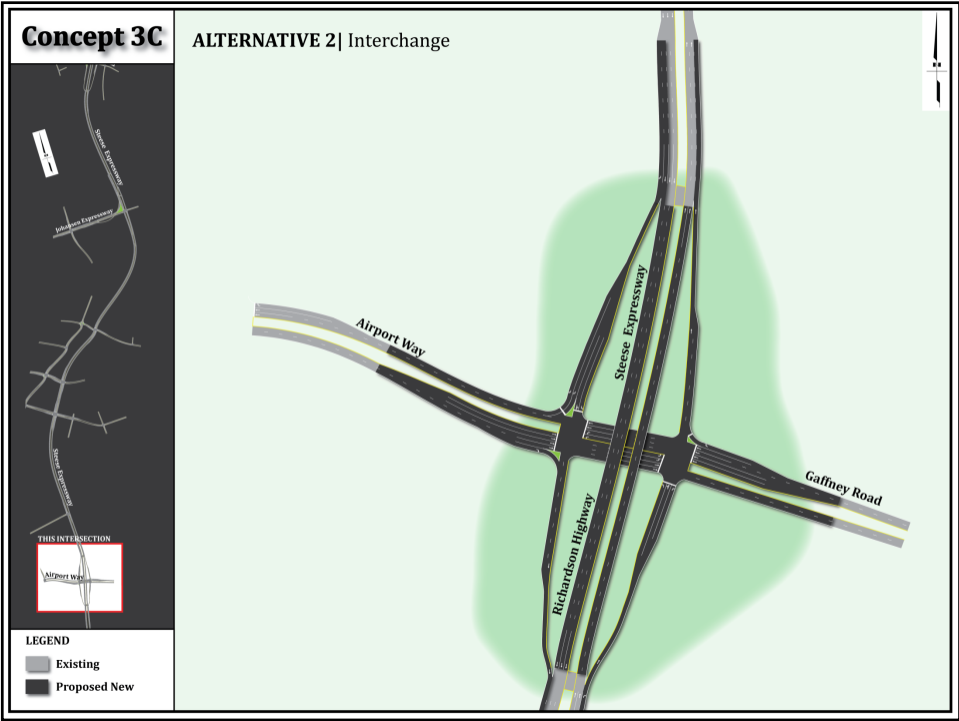 Concept 3C
ALTERNATIVE 2| Interchange
Steese Expressway
Johansen Expressway
Steese Expressway
THIS INTERSECTION
Airport Way
LEGEND
Existing
Proposed New
Airport Way
Steese Expressway
Richardson Highway
Gaffney Road